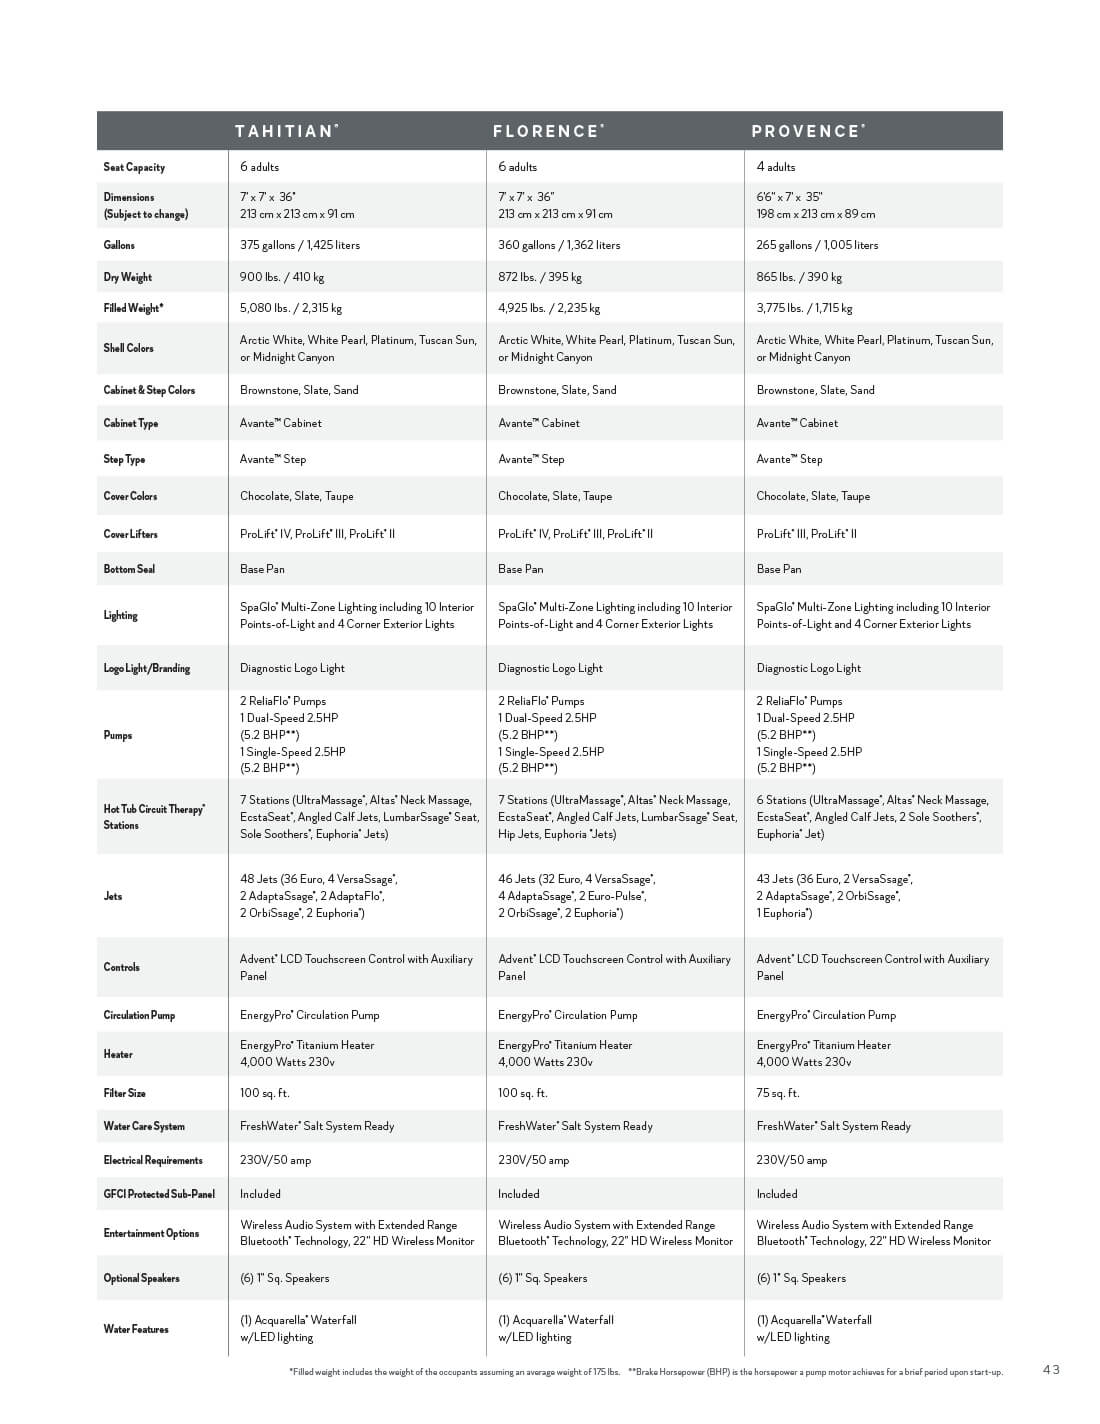 TAHITIAN® FLORENCE® PROVENCE®
Seat Capacity 6 adults 6 adults 4 adults
Dimensions 7' x 7' x 36" 7' x 7' x 36" 6'6" x 7' x 35"
(Subject to change) 213 cm x 213 cm x 91 cm 213 cm x 213 cm x 91 cm 198 cm x 213 cm x 89 cm
Gallons 375 gallons / 1,425 liters 360 gallons / 1,362 liters 265 gallons / 1,005 liters
Dry Weight 900 lbs. / 410 kg 872 lbs. / 395 kg 865 lbs. / 390 kg
Filled Weight* 5,080 lbs. / 2,315 kg 4,925 lbs. / 2,235 kg 3,775 lbs. / 1,715 kg
Shell Colors Arctic White, White Pearl, Platinum, Tuscan Sun, Arctic White, White Pearl, Platinum, Tuscan Sun, Arctic White, White Pearl, Platinum, Tuscan Sun,
or Midnight Canyon or Midnight Canyon or Midnight Canyon
Cabinet & Step Colors Brownstone, Slate, Sand Brownstone, Slate, Sand Brownstone, Slate, Sand
Cabinet Type Avante™ Cabinet Avante™ Cabinet Avante™ Cabinet
Step Type Avante™ Step Avante™ Step Avante™ Step
Cover Colors Chocolate, Slate, Taupe Chocolate, Slate, Taupe Chocolate, Slate, Taupe
Cover Lifters ProLift® IV, ProLift® III, ProLift® II ProLift® IV, ProLift® III, ProLift® II ProLift® III, ProLift® II
Bottom Seal Base Pan Base Pan Base Pan
Lighting SpaGlo® Multi-Zone Lighting including 10 Interior SpaGlo® Multi-Zone Lighting including 10 Interior SpaGlo® Multi-Zone Lighting including 10 Interior
Points-of-Light and 4 Corner Exterior Lights Points-of-Light and 4 Corner Exterior Lights Points-of-Light and 4 Corner Exterior Lights
Logo Light/Branding Diagnostic Logo Light Diagnostic Logo Light Diagnostic Logo Light
Pumps 2 ReliaFlo® Pumps 2 ReliaFlo® Pumps 2 ReliaFlo® Pumps
1 Dual-Speed 2.5HP 1 Dual-Speed 2.5HP 1 Dual-Speed 2.5HP
(5.2 BHP**) (5.2 BHP**) (5.2 BHP**)
1 Single-Speed 2.5HP 1 Single-Speed 2.5HP 1 Single-Speed 2.5HP
(5.2 BHP**) (5.2 BHP**) (5.2 BHP**)
Hot Tub Circuit Therapy® 7 Stations (UltraMassage®, Altas® Neck Massage, 7 Stations (UltraMassage®, Altas® Neck Massage, 6 Stations (UltraMassage®, Altas® Neck Massage,
Stations EcstaSeat®, Angled Calf Jets, LumbarSsage® Seat, EcstaSeat®, Angled Calf Jets, LumbarSsage® Seat, EcstaSeat®, Angled Calf Jets, 2 Sole Soothers®,
Sole Soothers®, Euphoria® Jets) Hip Jets, Euphoria ®Jets) Euphoria® Jet)
Jets 48 Jets (36 Euro, 4 VersaSsage®, 46 Jets (32 Euro, 4 VersaSsage®, 43 Jets (36 Euro, 2 VersaSsage®,
2 AdaptaSsage®, 2 AdaptaFlo®, 4 AdaptaSsage®, 2 Euro-Pulse®, 2 AdaptaSsage®, 2 OrbiSsage®,
2 OrbiSsage®, 2 Euphoria®) 2 OrbiSsage®, 2 Euphoria®) 1 Euphoria®)
Controls Advent® LCD Touchscreen Control with Auxiliary Advent® LCD Touchscreen Control with Auxiliary Advent® LCD Touchscreen Control with Auxiliary
Panel Panel Panel
Circulation Pump EnergyPro® Circulation Pump EnergyPro® Circulation Pump EnergyPro® Circulation Pump
Heater EnergyPro® Titanium Heater EnergyPro® Titanium Heater EnergyPro® Titanium Heater
4,000 Watts 230v 4,000 Watts 230v 4,000 Watts 230v
Filter Size 100 sq. ft. 100 sq. ft. 75 sq. ft.
Water Care System FreshWater® Salt System Ready FreshWater® Salt System Ready FreshWater® Salt System Ready
Electrical Requirements 230V/50 amp 230V/50 amp 230V/50 amp
GFCI Protected Sub-Panel Included Included Included
Entertainment Options Wireless Audio System with Extended Range Wireless Audio System with Extended Range Wireless Audio System with Extended Range
Bluetooth® Technology, 22" HD Wireless Monitor Bluetooth® Technology, 22" HD Wireless Monitor Bluetooth® Technology, 22" HD Wireless Monitor
Optional Speakers (6) 1" Sq. Speakers (6) 1" Sq. Speakers (6) 1" Sq. Speakers
Water Features (1) Acquarella® Waterfall (1) Acquarella® Waterfall (1) Acquarella® Waterfall
w/LED lighting w/LED lighting w/LED lighting
*Filled weight includes the weight of the occupants assuming an average weight of 175 lbs. **Brake Horsepower (BHP) is the horsepower a pump motor achieves for a brief period upon start-up.
43